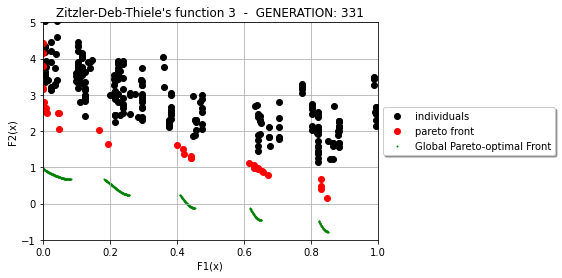 Zitzler-Deb-Thiele's function 3 - GENERATION: 331
5
4
3
2
1
0
−1
F2(x)
0.0 0.2 0.4 0.6 0.8 1.0
F1(x)
individuals
pareto front
Global Pareto-optimal Front